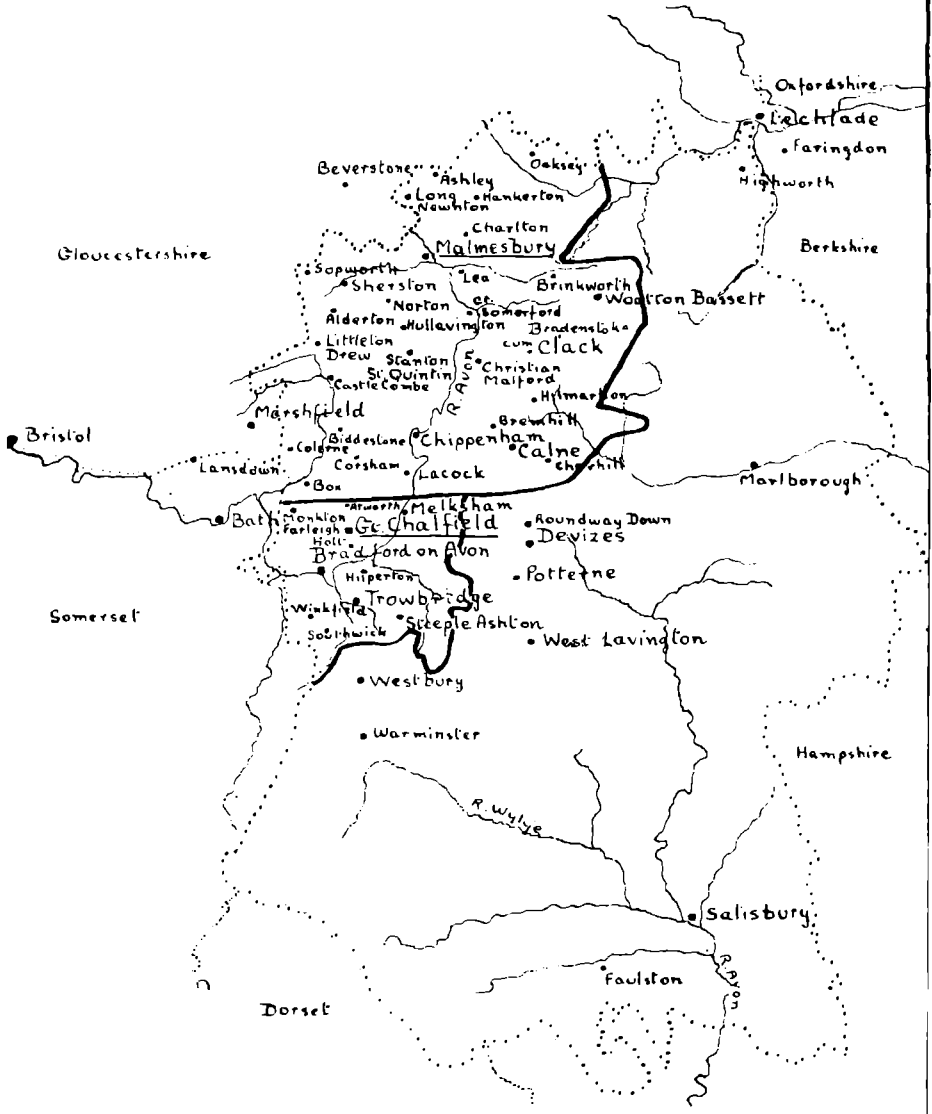 Oxfordshire
Lechlade
Faringdon
Highworth
Oaksey
Beverstone
Ashley
Long Hankerton
Newnton
Charlton
Malmesbury
Gloucestershire
Berkshire
Sopworth
Lea
Brinkworth
Sherston
Wootton Bassett
Norton
Gt.
Somerford
Alderton
Hullavington
Bradenstoke
cum Clack
Littleton
Drew
Stanton
St Quintin
Christian
Malford
R. Avon
Castle Combe
Hilmarton
Marshfield
Bremhill
Bristol
Biddestone
Chippenham
Colerne
Calne
Cherhill
Lansdown
Corsham
Lacock
Marlborough
Box
Atworth
Melksham
Bath
Monkton
Farleigh
Gt. Chalfield
Roundway Down
Holt
Devizes
Bradford on Avon
Hilperton
Potterne
Trowbridge
Somerset
Winkfield
Steeple Ashton
Southwick
West Lavington
Westbury
Warminster
Hampshire
R. Wylye
Salisbury
R. Avon
Faulston
Dorset